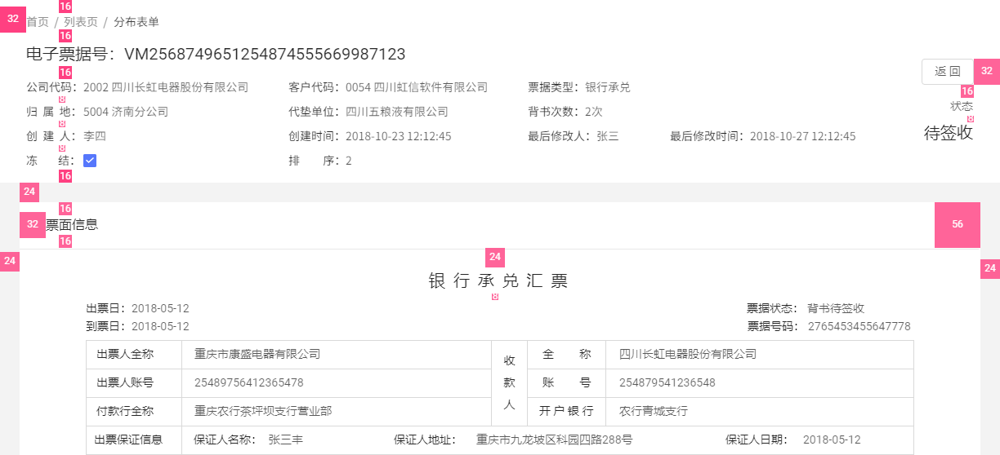 16
32 首页 / 列表页 / 分布表单
16
电子票据号：VM2568749651254874555669987123
16
返 回 32
公司代码：2002 四川长虹电器股份有限公司 客户代码：0054 四川虹信软件有限公司 票据类型：银行承兑
16
8
状态
归 属 地：5004 济南分公司 代垫单位：四川五粮液有限公司 背书次数：2次
8
8
待签收
创 建 人：李四 创建时间：2018-10-23 12:12:45 最后修改人：张三 最后修改时间：2018-10-27 12:12:45
8
冻 结： 排 序：2
16
24
16
32 票面信息 56
16
24 24 24
银行承兑汇票
8
出票日：2018-05-12 票据状态： 背书待签收
到票日：2018-05-12 票据号码： 2765453455647778
出票人全称 重庆市康盛电器有限公司 收款人 全 称 四川长虹电器股份有限公司
出票人账号 25489756412365478 账 号 254879541236548
付款行全称 重庆农行茶坪坝支行营业部 开户银行 农行青城支行
出票保证信息 保证人名称： 张三丰 保证人地址： 重庆市九龙坡区科园四路288号 保证人日期： 2018-05-12